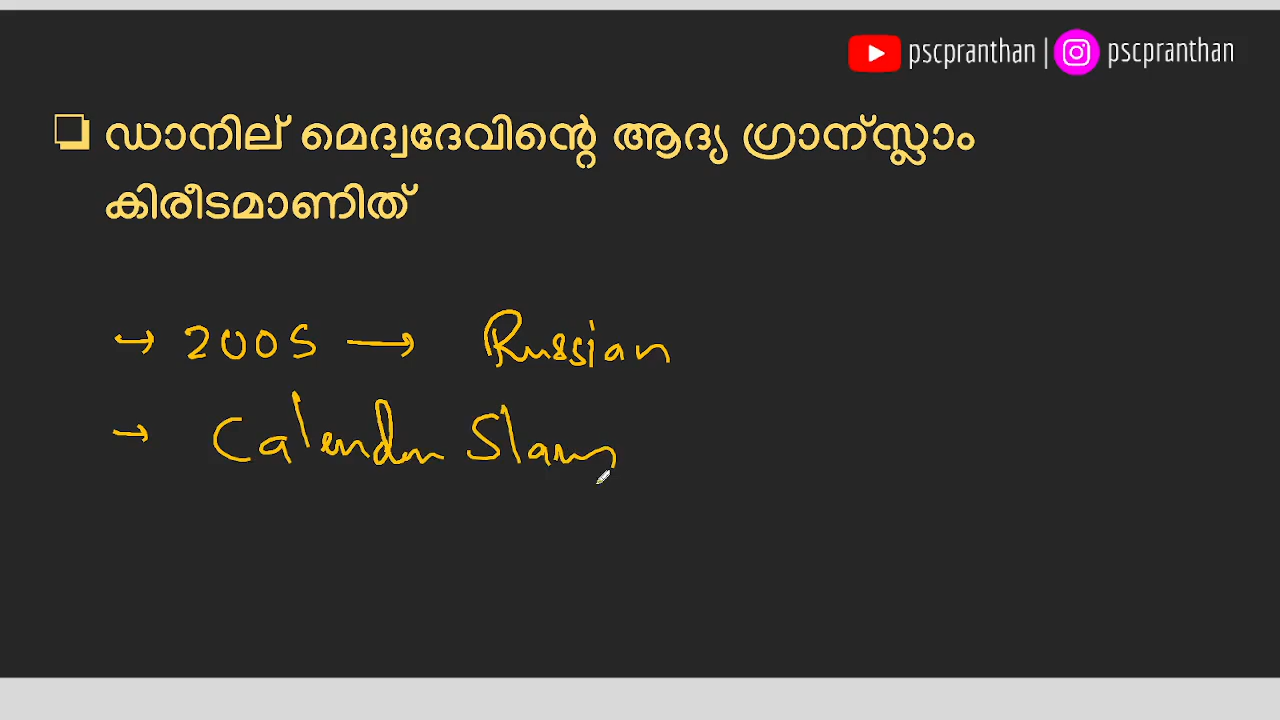 pscpranthan | pscpranthan
❑ ഡാനില് മെദ്വദേവിന്റെ ആദ്യ ഗ്രാന്സ്ലാം
കിരീടമാണിത്
→ 2005 → Russian
→ Calendar Slam